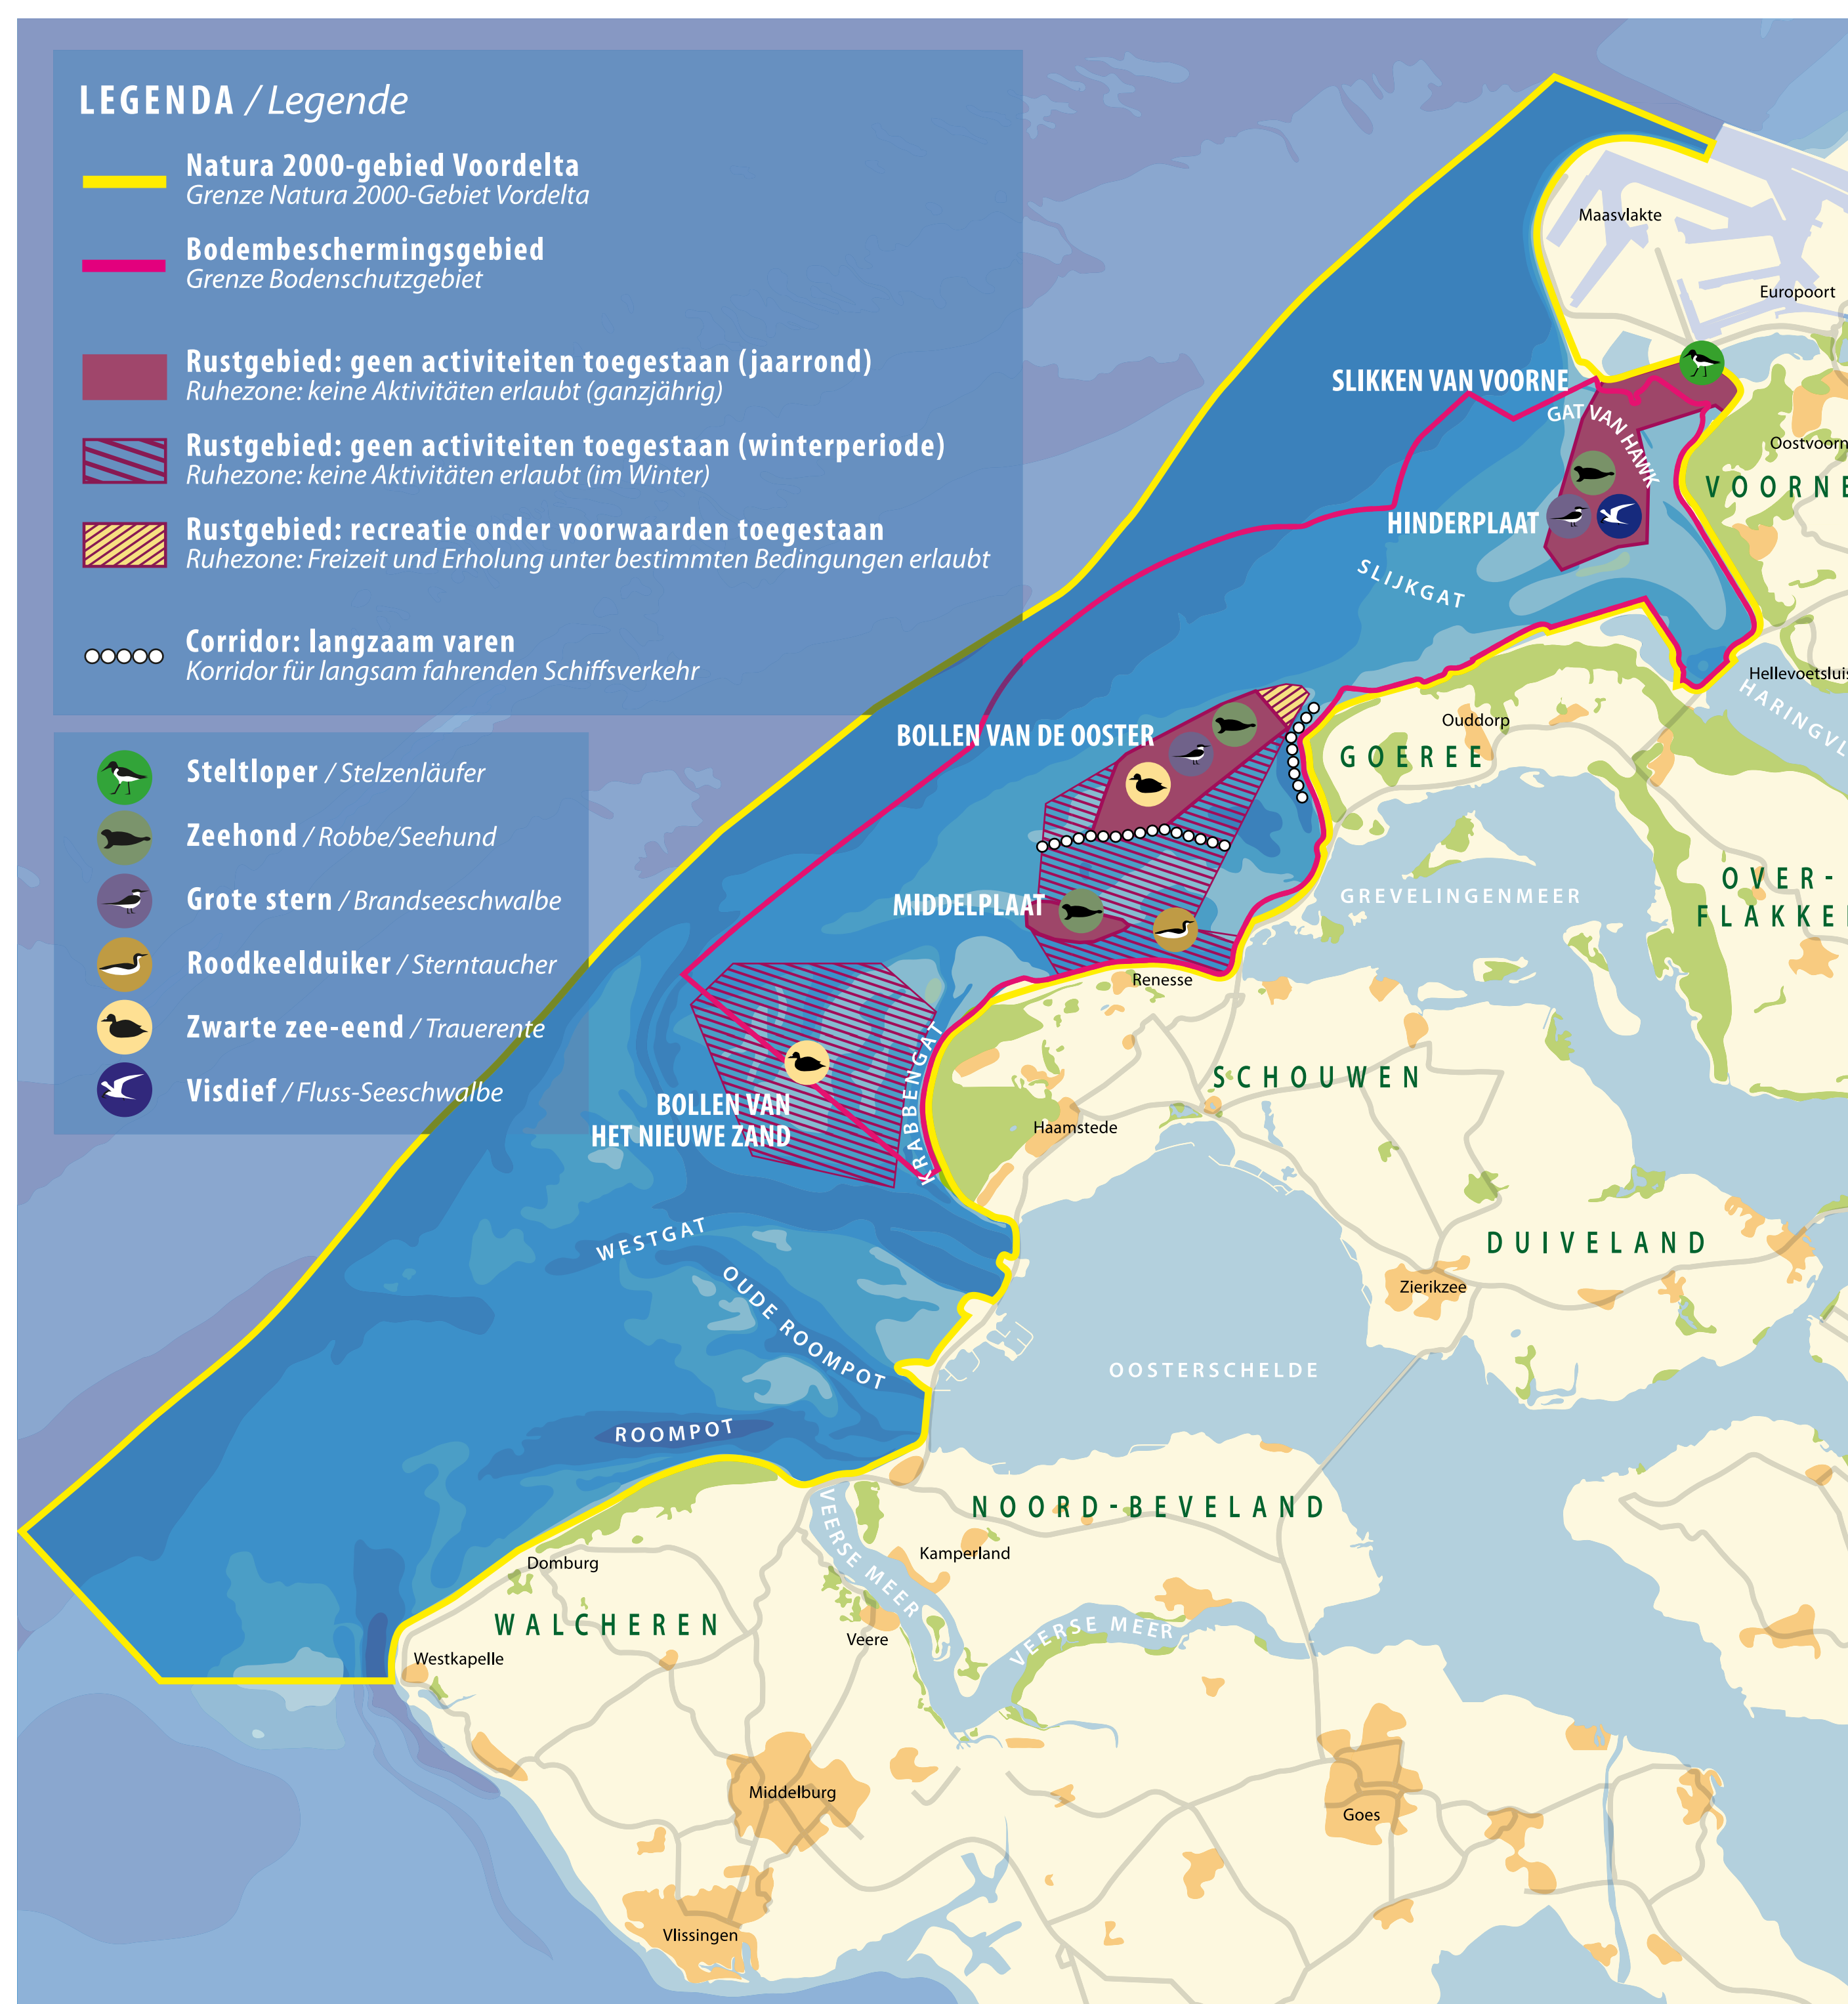 LEGENDA / Legende
Natura 2000-gebied Voordelta
Grenze Natura 2000-Gebiet Vordelta
Bodembeschermingsgebied
Grenze Bodenschutzgebiet
Rustgebied: geen activiteiten toegestaan (jaarrond)
Ruhezone: keine Aktivitäten erlaubt (ganzjährig)
Rustgebied: geen activiteiten toegestaan (winterperiode)
Ruhezone: keine Aktivitäten erlaubt (im Winter)
Rustgebied: recreatie onder voorwaarden toegestaan
Ruhezone: Freizeit und Erholung unter bestimmten Bedingungen erlaubt
Corridor: langzaam varen
Korridor für langsam fahrenden Schiffsverkehr
Steltloper / Stelzenläufer
Zeehond / Robbe/Seehund
Grote stern / Brandseeschwalbe
Roodkeelduiker / Sterntaucher
Zwarte zee-eend / Trauerente
Visdief / Fluss-Seeschwalbe
Maasvlakte
Europoort
SLIKKEN VAN VOORNE
GAT VAN HAWK
Oostvoorn
VOORNE
HINDERPLAAT
SLIJKGAT
Hellevoetsluis
HARINGVL
Ouddorp
BOLLEN VAN DE OOSTER
GOEREE
OVER-
FLAKKE
GREVELINGENMEER
MIDDELPLAAT
Renesse
KRABBENGAT
SCHOUWEN
BOLLEN VAN
HET NIEUWE ZAND
Haamstede
WESTGAT
DUIVELAND
OUDE ROOMPOT
Zierikzee
OOSTERSCHELDE
ROOMPOT
NOORD-BEVELAND
VEERSE MEER
Kamperland
Domburg
WALCHEREN
Veere
VEERSE MEER
Westkapelle
Middelburg
Goes
Vlissingen